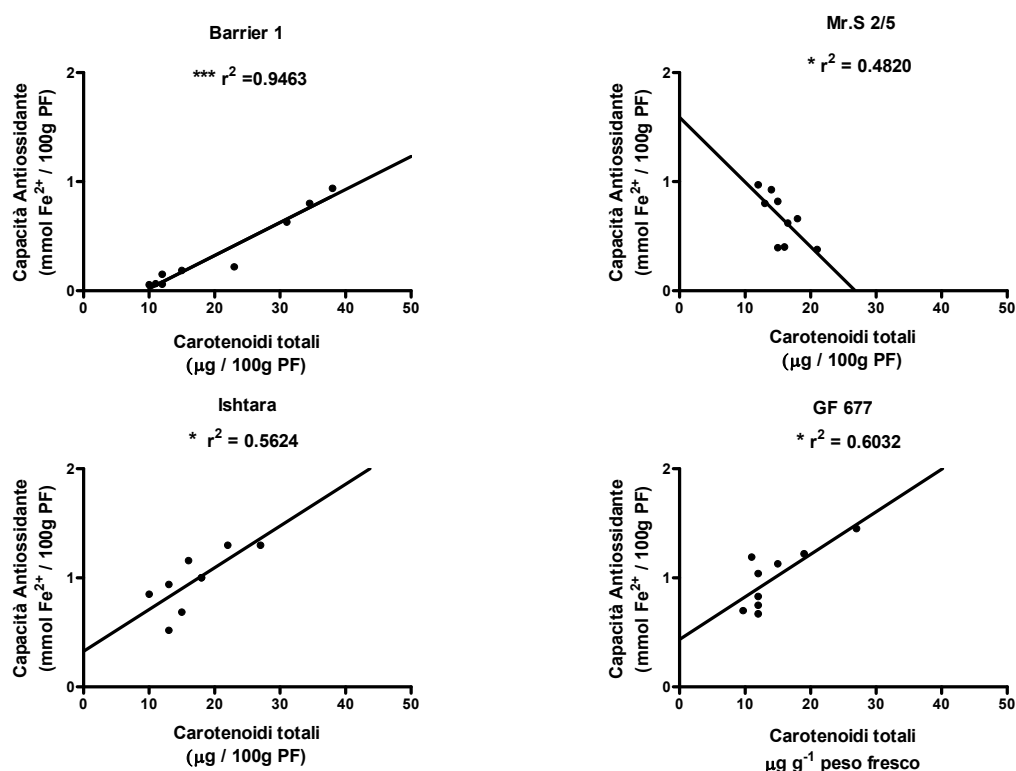 Barrier 1
*** r² =0.9463
Capacità Antiossidante
(mmol Fe²⁺ / 100g PF)
2
1
0
0 10 20 30 40 50
Carotenoidi totali
(µg / 100g PF)
Mr.S 2/5
* r² = 0.4820
Capacità Antiossidante
(mmol Fe²⁺ / 100g PF)
2
1
0
0 10 20 30 40 50
Carotenoidi totali
(µg / 100g PF)
Ishtara
* r² = 0.5624
Capacità Antiossidante
(mmol Fe²⁺ / 100g PF)
2
1
0
0 10 20 30 40 50
Carotenoidi totali
(µg / 100g PF)
GF 677
* r² = 0.6032
Capacità Antiossidante
(mmol Fe²⁺ / 100g PF)
2
1
0
0 10 20 30 40 50
Carotenoidi totali
µg g⁻¹ peso fresco